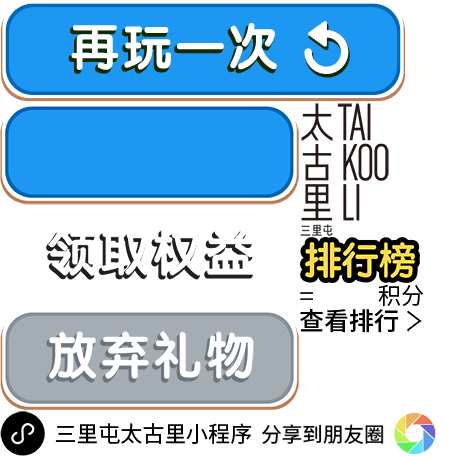 再玩一次
太古里
TAI
KOO
LI
三里屯
领取权益
排行榜
= 积分
查看排行 >
放弃礼物
三里屯太古里小程序 分享到朋友圈